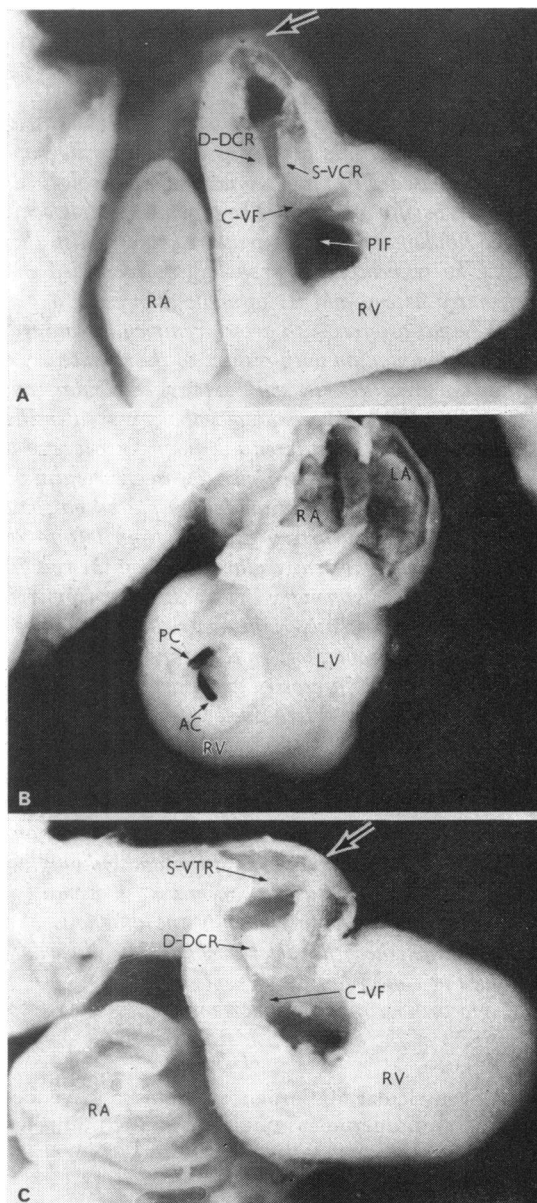 D-DCR
S-VCR
C-VF
PIF
RA
RV
A
LA
RA
PC
LV
AC
RV
B
S-VTR
D-DCR
C-VF
RV
RA
C